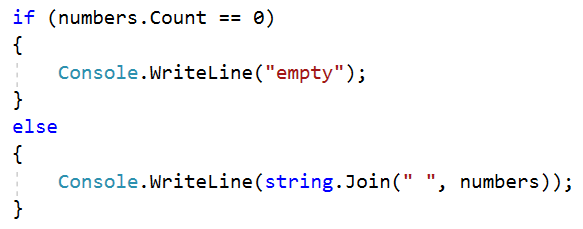 if (numbers.Count == 0)
{
    Console.WriteLine("empty");
}
else
{
    Console.WriteLine(string.Join(" ", numbers));
}